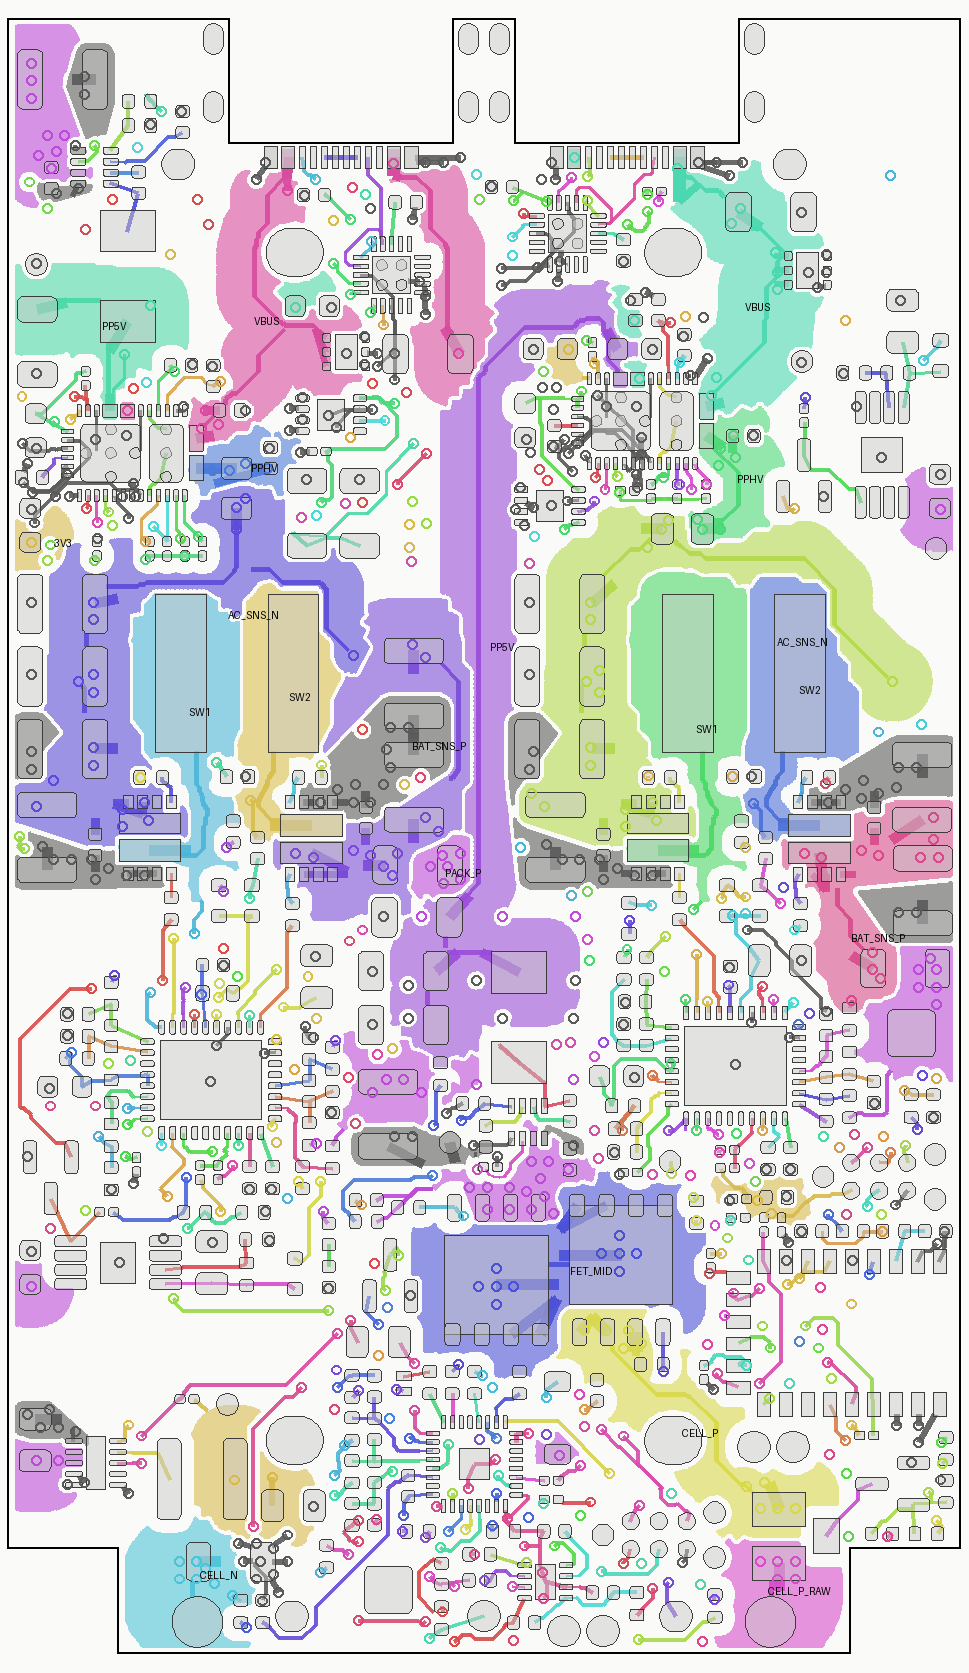 VBUS
VBUS
PP5V
PPHV
PPHV
3V3
AC_SNS_N
AC_SNS_N
PP5V
SW1
SW2
SW2
SW1
BAT_SNS_P
PACK_P
BAT_SNS_P
FET_MID
CELL_P
CELL_N
CELL_P_RAW